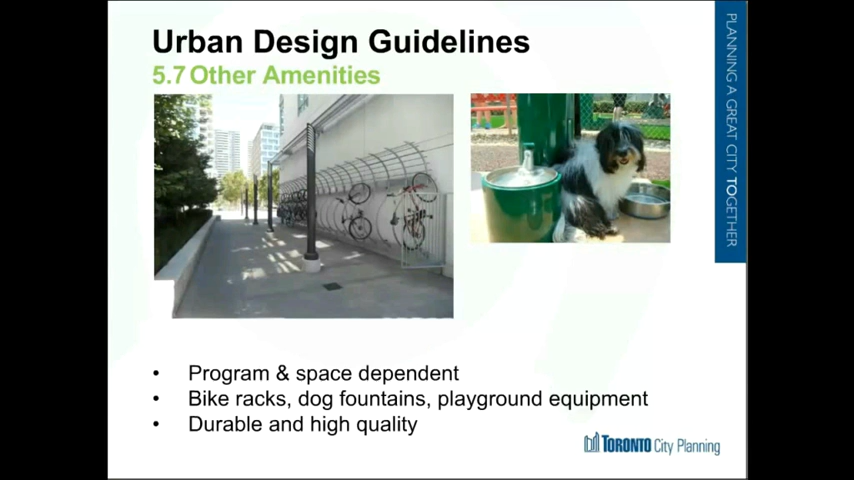 Urban Design Guidelines
5.7 Other Amenities
PLANNING A GREAT CITY TOGETHER
• Program & space dependent
• Bike racks, dog fountains, playground equipment
• Durable and high quality
TORONTO City Planning